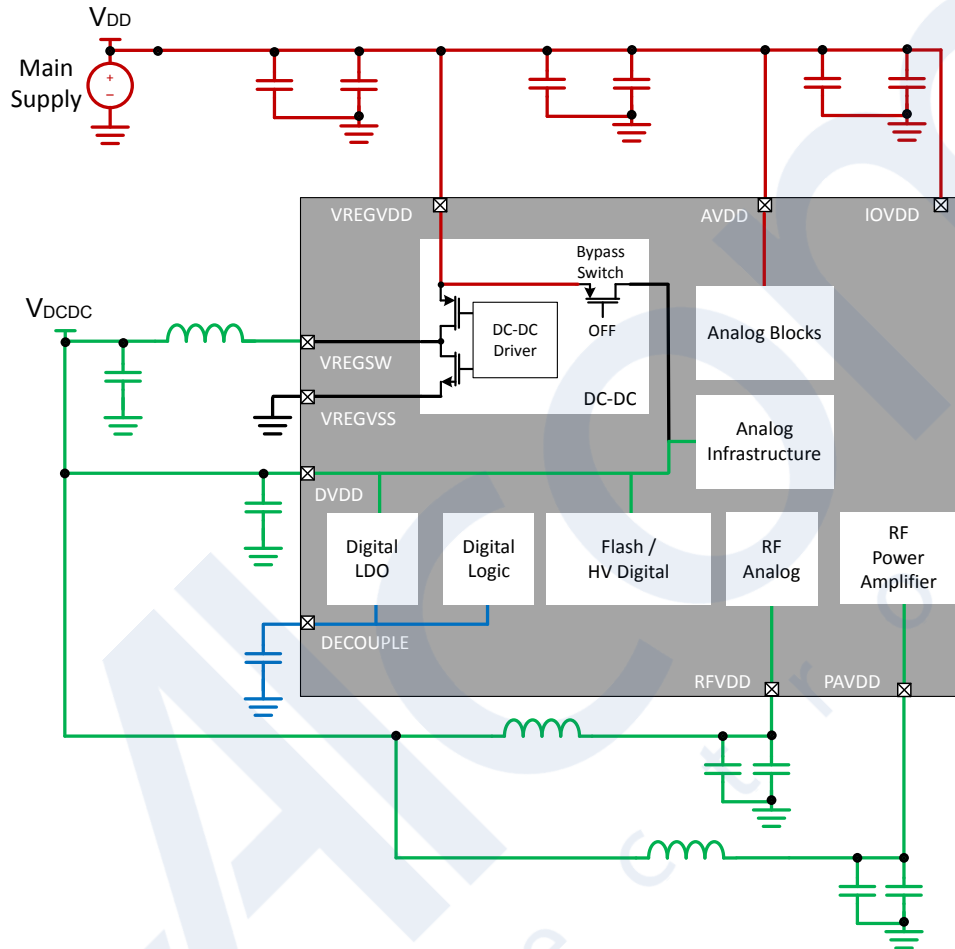 VDD
Main
Supply
+
−
VREGVDD
AVDD
IOVDD
Bypass
Switch
OFF
DC-DC
Driver
DC-DC
Analog Blocks
VDCDC
VREGSW
VREGVSS
Analog
Infrastructure
DVDD
Digital
LDO
Digital
Logic
Flash /
HV Digital
RF
Analog
RF
Power
Amplifier
DECOUPLE
RFVDD
PAVDD